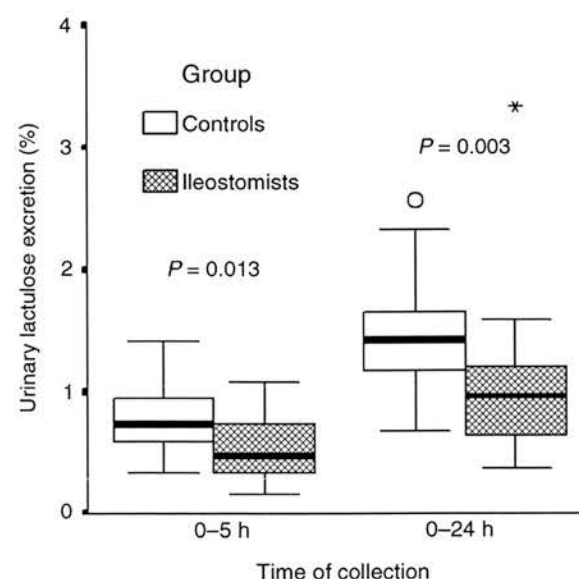 4
Group
Controls
Ileostomists
3
P = 0.003
2
P = 0.013
1
0
Urinary lactulose excretion (%)
0–5 h
0–24 h
Time of collection